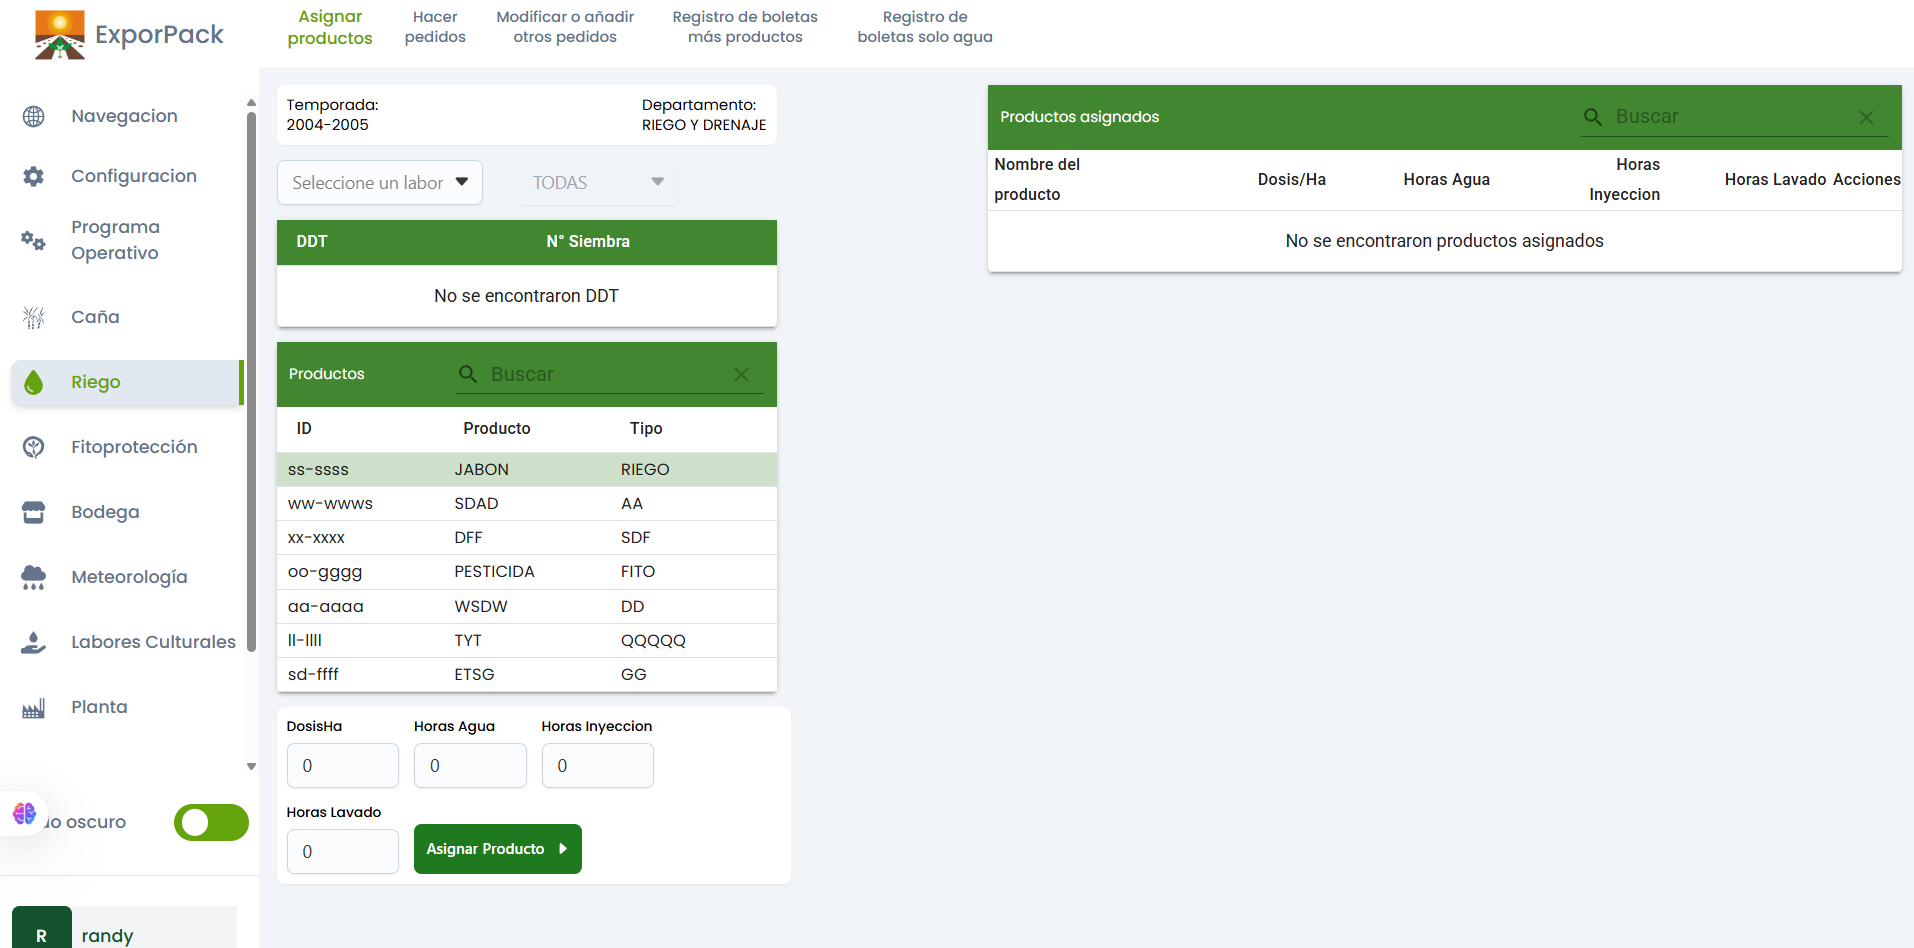 ExporPack
Asignar
productos
Hacer
pedidos
Modificar o añadir
otros pedidos
Registro de boletas
más productos
Registro de
boletas solo agua
Navegacion
Configuracion
Programa
Operativo
Caña
Riego
Fitoprotección
Bodega
Meteorología
Labores Culturales
Planta
do oscuro
R
randy
Temporada:
2004-2005
Departamento:
RIEGO Y DRENAJE
Seleccione un labor
TODAS
DDT N° Siembra
No se encontraron DDT
Productos Buscar
ID Producto Tipo
ss-ssss JABON RIEGO
ww-wwws SDAD AA
xx-xxxx DFF SDF
oo-gggg PESTICIDA FITO
aa-aaaa WSDW DD
ll-llll TYT QQQQQ
sd-ffff ETSG GG
DosisHa Horas Agua Horas Inyeccion
0 0 0
Horas Lavado
0
Asignar Producto
Productos asignados Buscar
Nombre del
producto
Dosis/Ha
Horas Agua
Horas
Inyeccion
Horas Lavado
Acciones
No se encontraron productos asignados